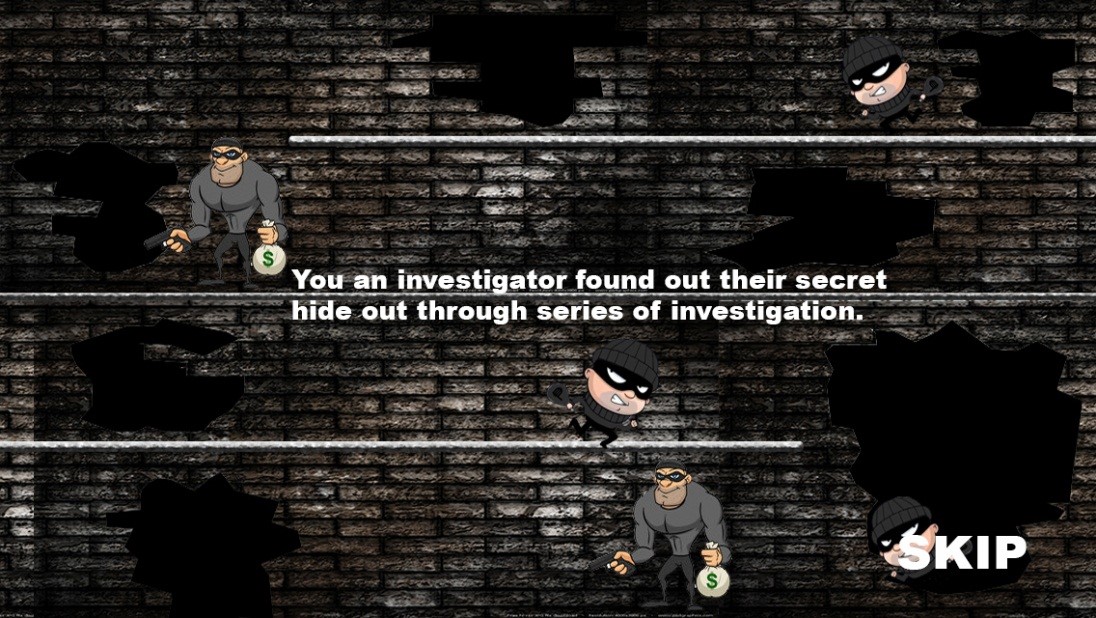 You an investigator found out their secret
hide out through series of investigation.
$
$
SKIP